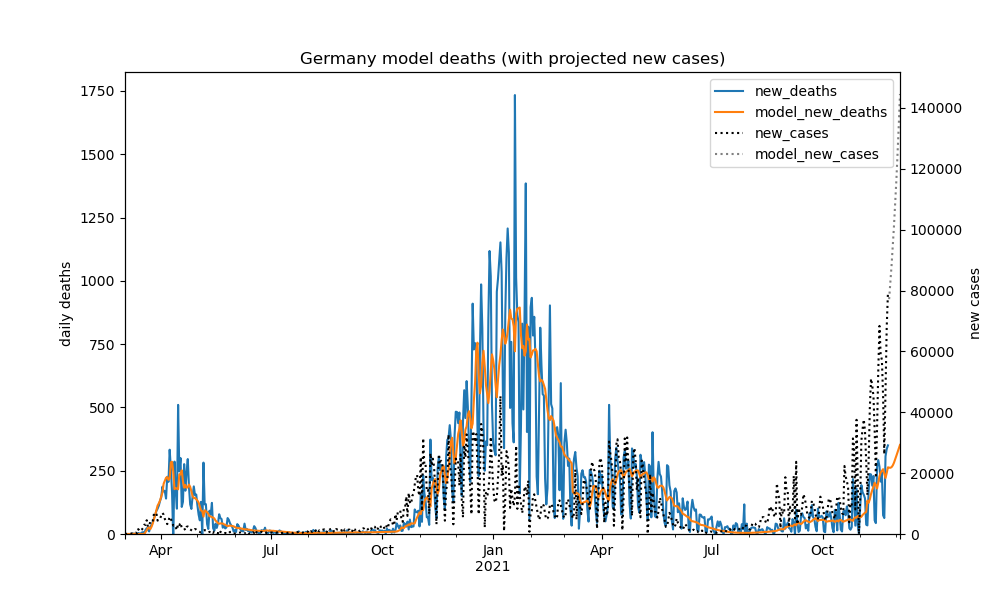 Germany model deaths (with projected new cases)
1750
1500
1250
1000
750
500
250
0
daily deaths
new_deaths
model_new_deaths
new_cases
model_new_cases
140000
120000
100000
80000
60000
40000
20000
0
new cases
Apr Jul Oct Jan Apr Jul Oct
2021